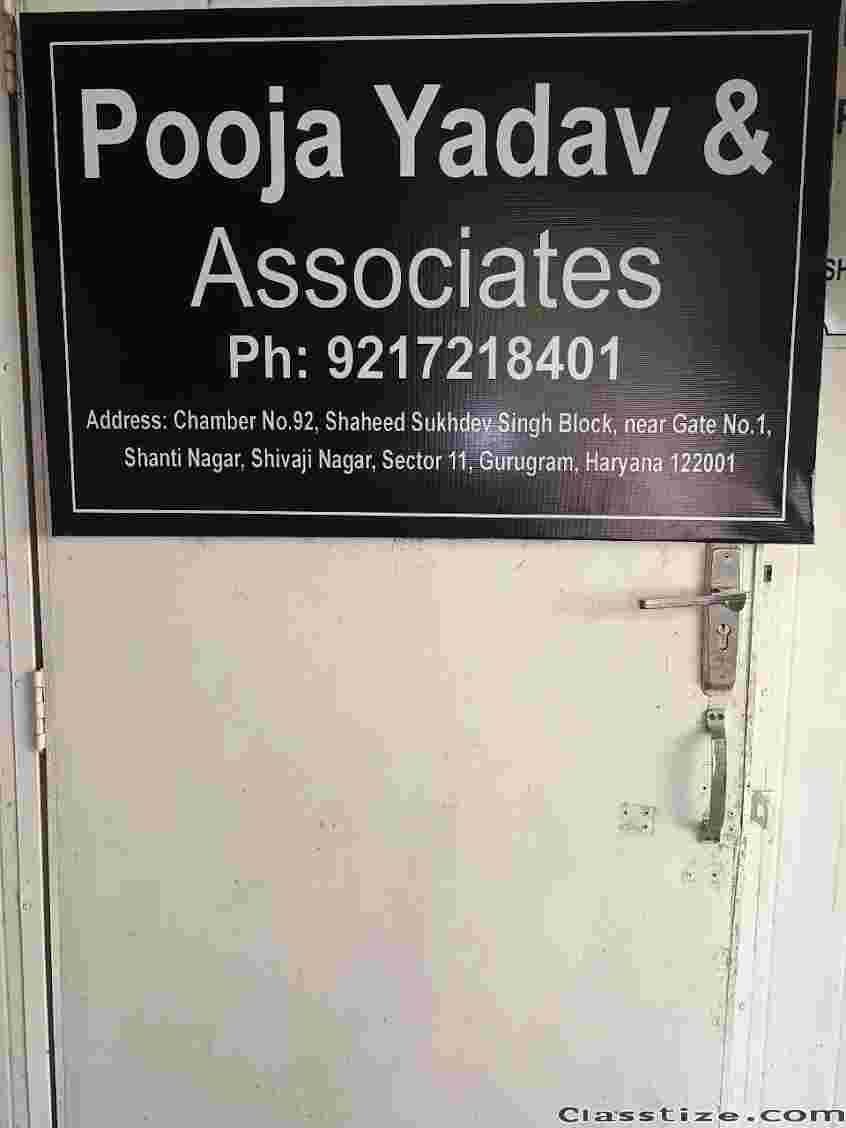 Pooja Yadav &
Associates
Ph: 9217218401
Address: Chamber No.92, Shaheed Sukhdev Singh Block, near Gate No.1,
Shanti Nagar, Shivaji Nagar, Sector 11, Gurugram, Haryana 122001
Classtize.com